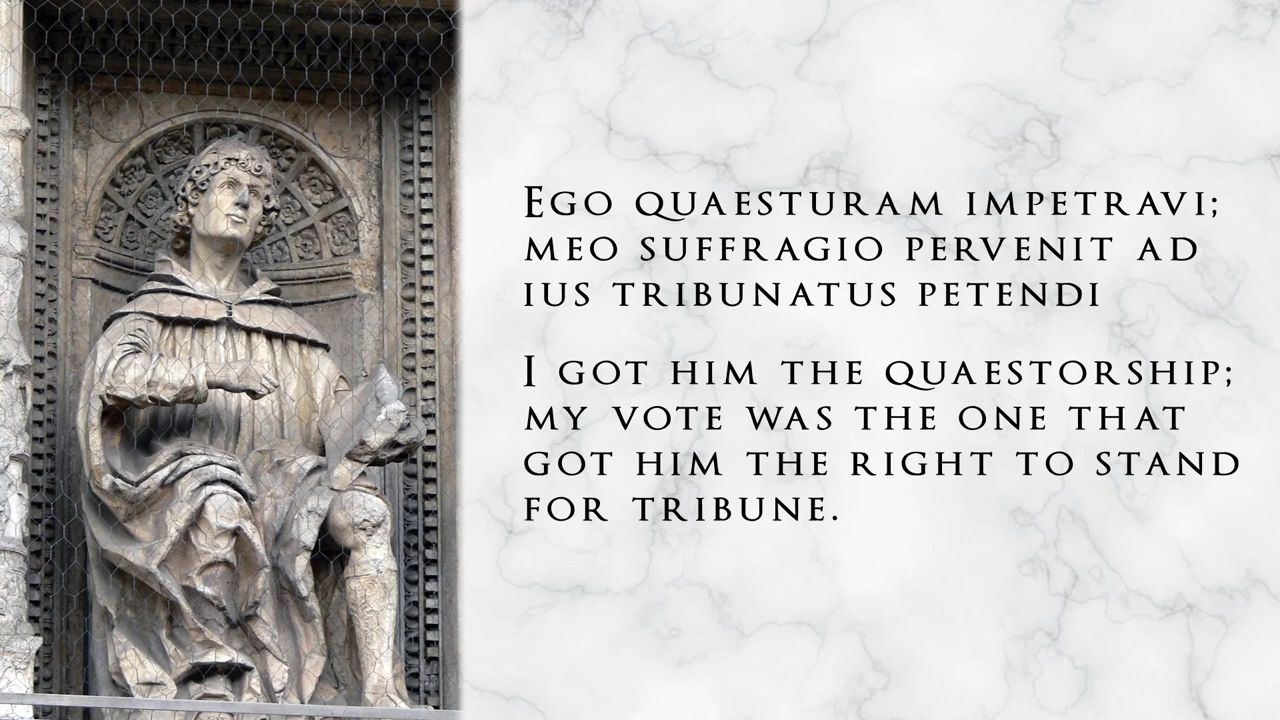 Ego quaesturam impetravi;
meo suffragio pervenit ad
ius tribunatus petendi
I got him the quaestorship;
my vote was the one that
got him the right to stand
for tribune.